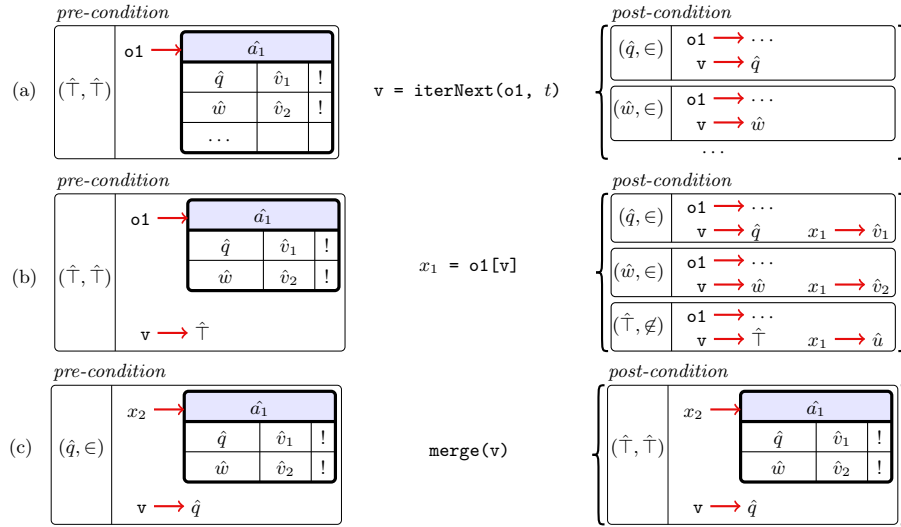 pre-condition post-condition
(a) (⊤̂, ⊤̂) o1 â₁ v = iterNext(o1, t) (q̂, ∈) o1 ⋯
q̂ v̂₁ ! v q̂
ŵ v̂₂ ! (ŵ, ∈) o1 ⋯
⋯ v ŵ
⋯
pre-condition post-condition
(b) (⊤̂, ⊤̂) o1 â₁ x₁ = o1[v] (q̂, ∈) o1 ⋯
q̂ v̂₁ ! v q̂ x₁ v̂₁
ŵ v̂₂ ! (ŵ, ∈) o1 ⋯
v ŵ x₁ v̂₂
(⊤̂, ∉) o1 ⋯
v ⊤̂ v ⊤̂ x₁ û
pre-condition post-condition
(c) (q̂, ∈) x₂ â₁ merge(v) (⊤̂, ⊤̂) x₂ â₁
q̂ v̂₁ ! q̂ v̂₁ !
ŵ v̂₂ ! ŵ v̂₂ !
v q̂ v q̂